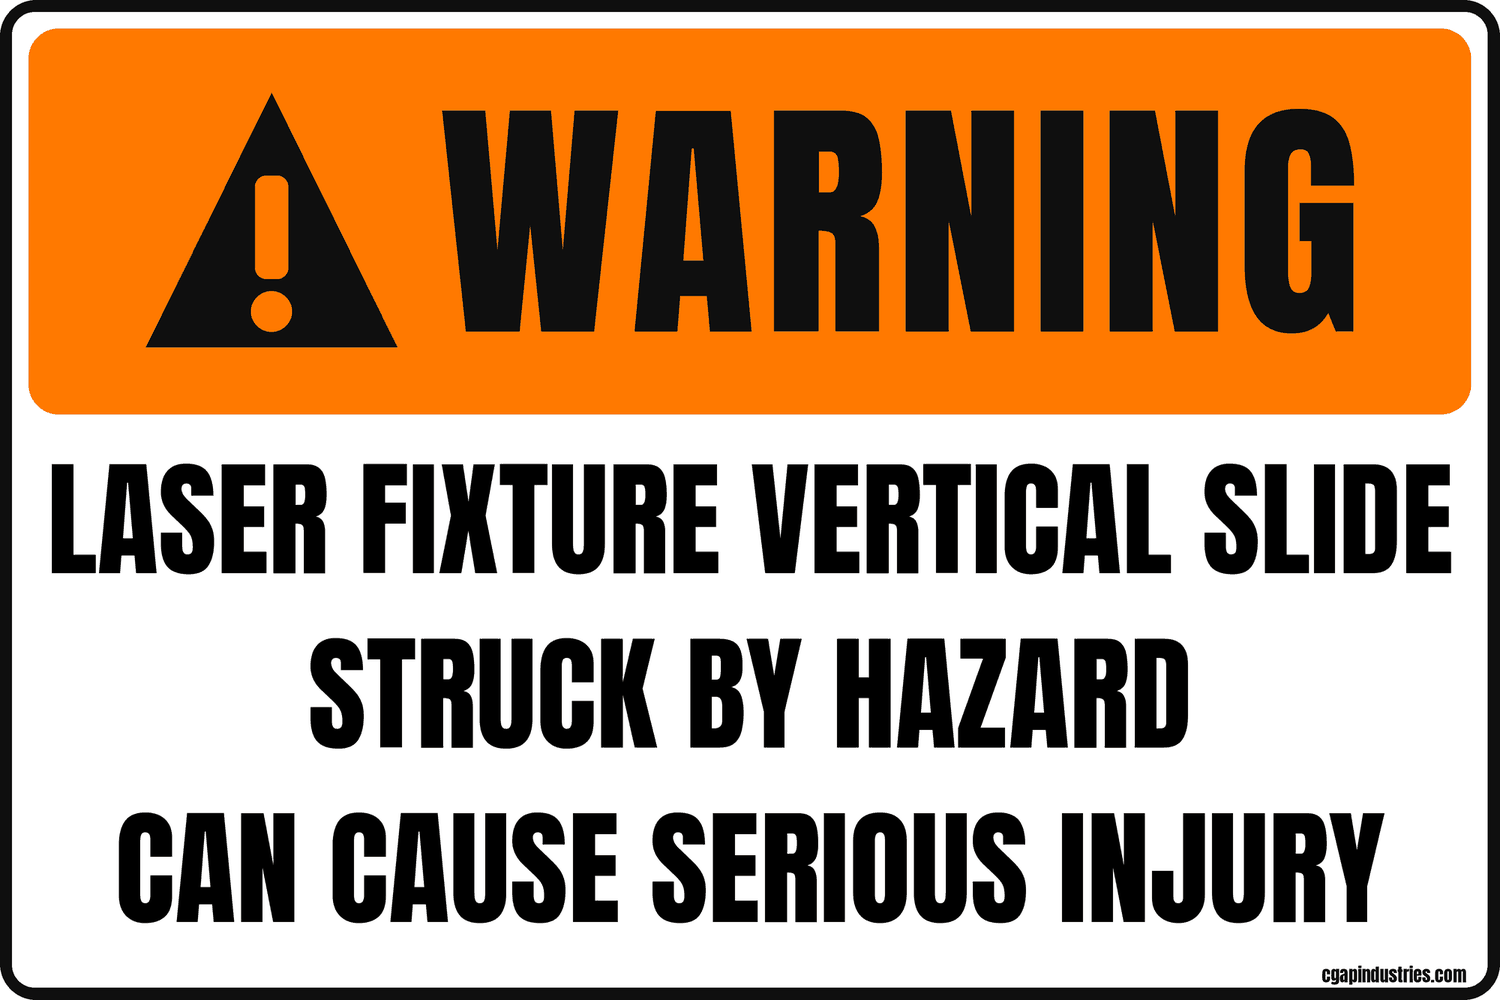 WARNING
LASER FIXTURE VERTICAL SLIDE
STRUCK BY HAZARD
CAN CAUSE SERIOUS INJURY
cgapindustries.com